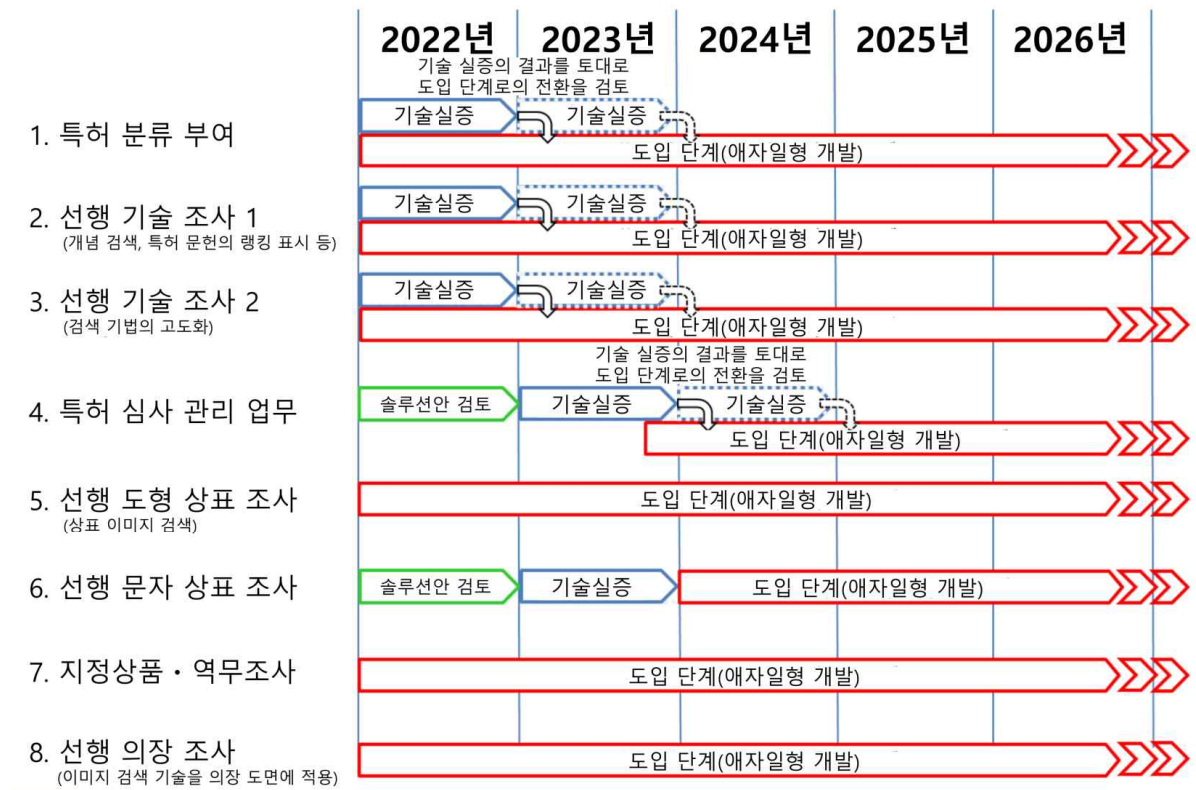 2022년 2023년 2024년 2025년 2026년
기술 실증의 결과를 토대로
도입 단계로의 전환을 검토
1. 특허 분류 부여
기술실증 기술실증
도입 단계(애자일형 개발)
2. 선행 기술 조사 1
(개념 검색, 특허 문헌의 랭킹 표시 등)
기술실증 기술실증
도입 단계(애자일형 개발)
3. 선행 기술 조사 2
(검색 기법의 고도화)
기술실증 기술실증
도입 단계(애자일형 개발)
기술 실증의 결과를 토대로
도입 단계로의 전환을 검토
4. 특허 심사 관리 업무
솔루션안 검토 기술실증 기술실증
도입 단계(애자일형 개발)
5. 선행 도형 상표 조사
(상표 이미지 검색)
도입 단계(애자일형 개발)
6. 선행 문자 상표 조사
솔루션안 검토 기술실증 도입 단계(애자일형 개발)
7. 지정상품・역무조사
도입 단계(애자일형 개발)
8. 선행 의장 조사
(이미지 검색 기술을 의장 도면에 적용)
도입 단계(애자일형 개발)